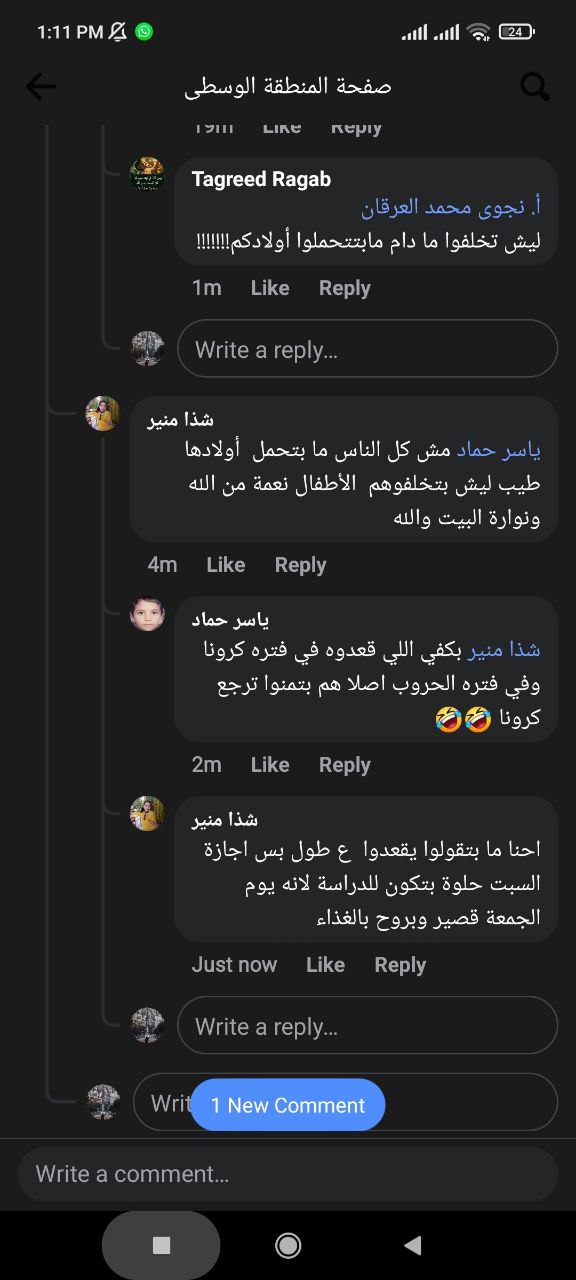 1:11 PM
24
صفحة المنطقة الوسطى
19m Like Reply
Tagreed Ragab
أ. نجوى محمد العرقان
ليش تخلفوا ما دام مابتتحملوا أولادكم!!!!!!!
1m Like Reply
Write a reply...
شذا منير
ياسر حماد مش كل الناس ما بتحمل أولادها
طيب ليش بتخلفوهم الأطفال نعمة من الله
ونوارة البيت والله
4m Like Reply
ياسر حماد
شذا منير بكفي اللي قعدوه في فتره كرونا
وفي فتره الحروب اصلا هم بتمنوا ترجع
كرونا 🤣🤣
2m Like Reply
شذا منير
احنا ما بتقولوا يقعدوا ع طول بس اجازة
السبت حلوة بتكون للدراسة لانه يوم
الجمعة قصير وبروح بالغذاء
Just now Like Reply
Write a reply...
Writ
1 New Comment
Write a comment...